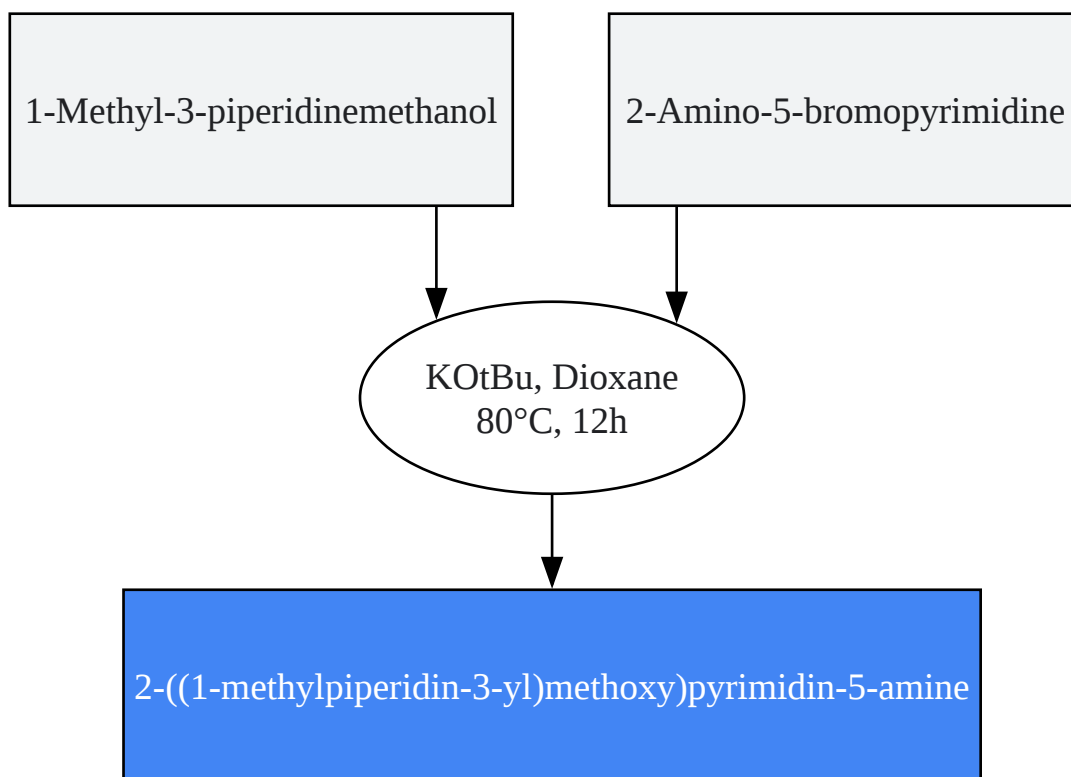 1-Methyl-3-piperidinemethanol
2-Amino-5-bromopyrimidine
KOtBu, Dioxane
80°C, 12h
2-((1-methylpiperidin-3-yl)methoxy)pyrimidin-5-amine